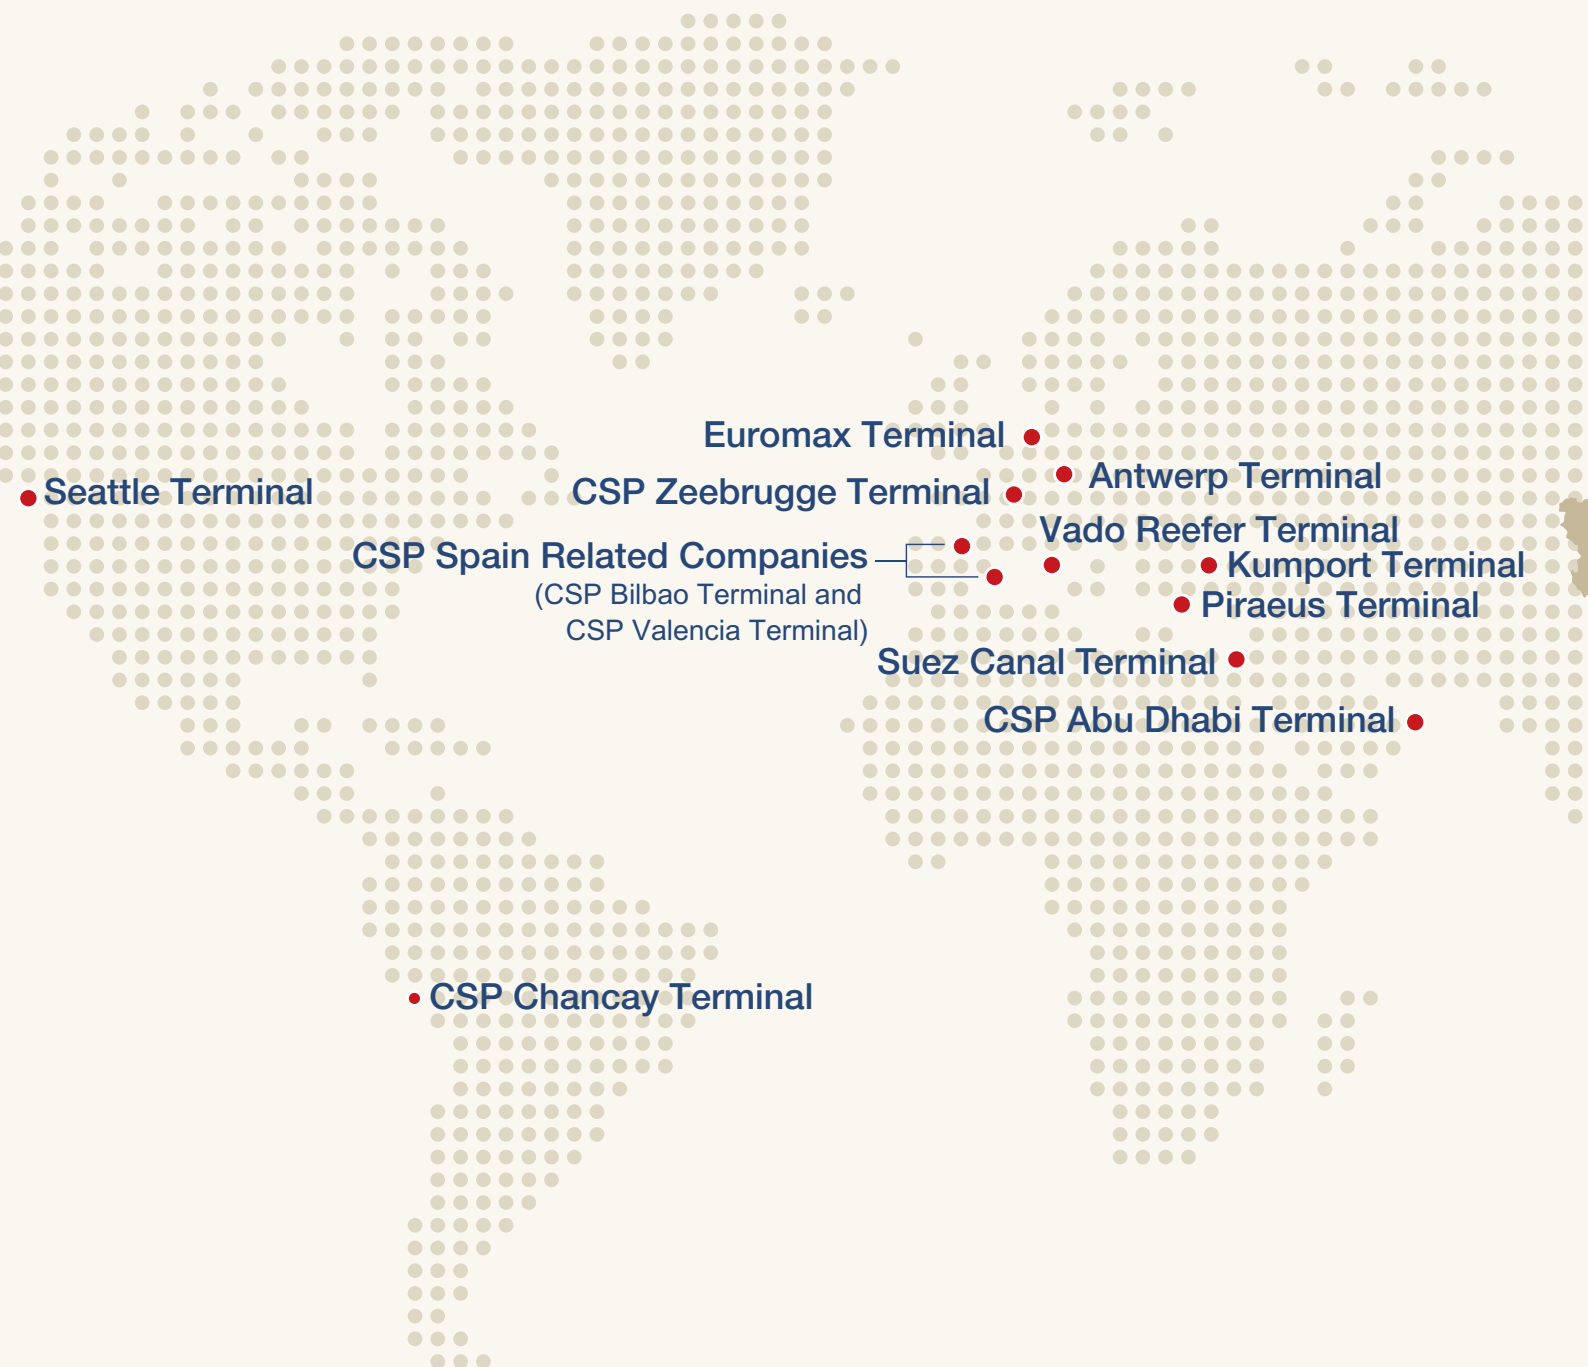 Euromax Terminal
Antwerp Terminal
Seattle Terminal
CSP Zeebrugge Terminal
Vado Reefer Terminal
CSP Spain Related Companies
(CSP Bilbao Terminal and
CSP Valencia Terminal)
Kumport Terminal
Piraeus Terminal
Suez Canal Terminal
CSP Abu Dhabi Terminal
CSP Chancay Terminal